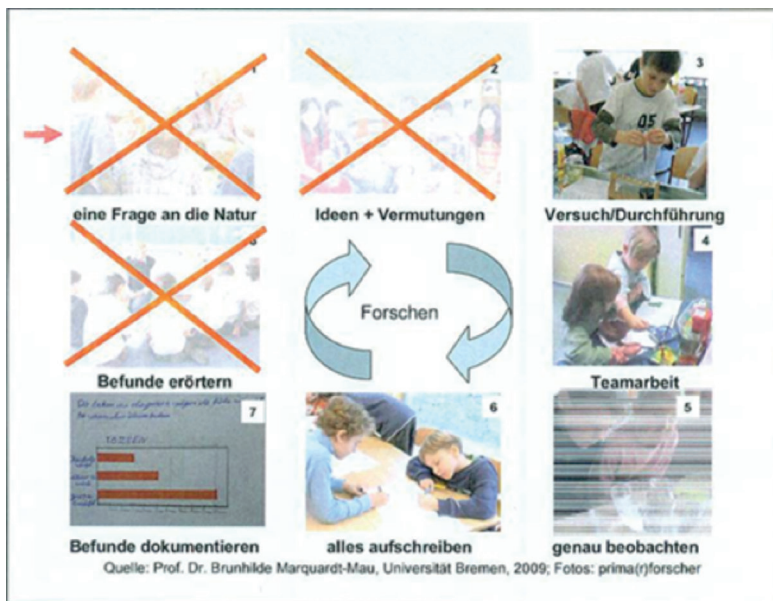 1
2
3
eine Frage an die Natur
Ideen + Vermutungen
Versuch/Durchführung
4
Forschen
Befunde erörtern
Teamarbeit
7
6
5
Befunde dokumentieren
alles aufschreiben
genau beobachten
Quelle: Prof. Dr. Brunhilde Marquardt-Mau, Universität Bremen, 2009; Fotos: prima(r)forscher